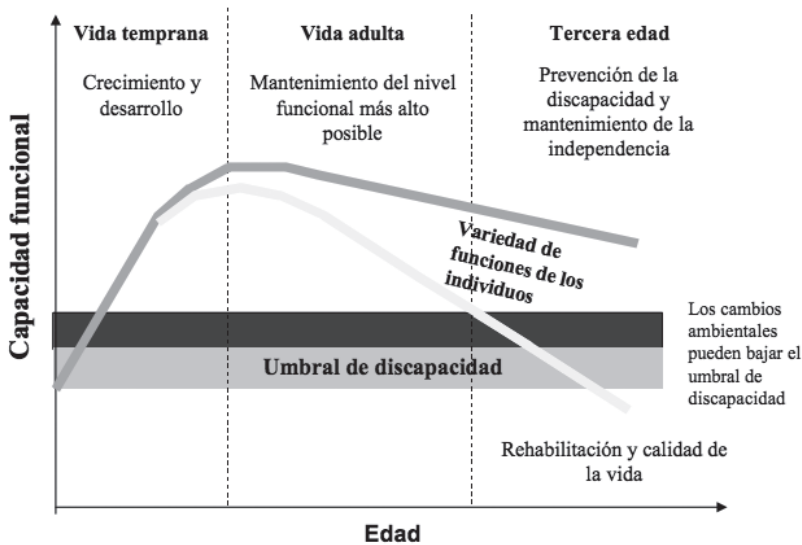 Vida temprana
Crecimiento y
desarrollo
Vida adulta
Mantenimiento del nivel
funcional más alto
posible
Tercera edad
Prevención de la
discapacidad y
mantenimiento de la
independencia
Capacidad funcional
Variedad de
funciones de los
individuos
Umbral de discapacidad
Los cambios
ambientales
pueden bajar el
umbral de
discapacidad
Rehabilitación y calidad de
la vida
Edad